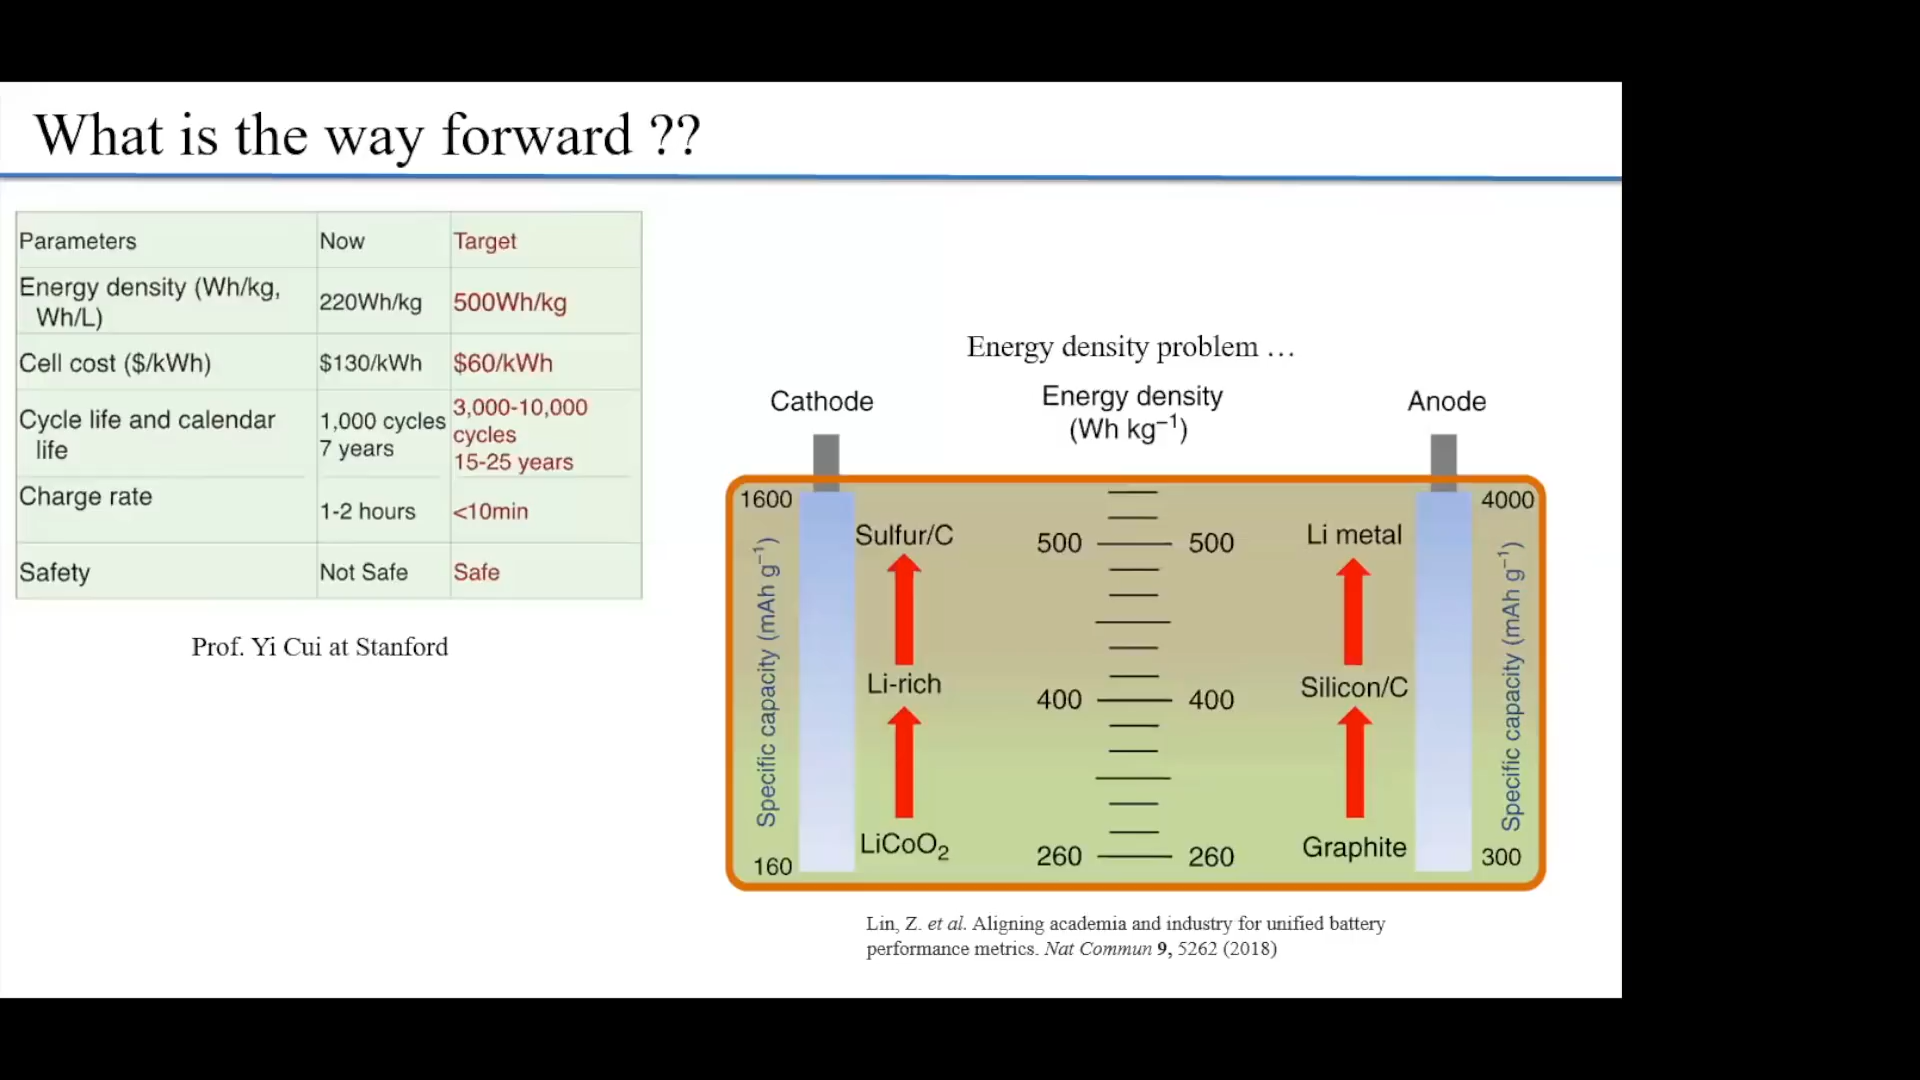 What is the way forward ??
Parameters Now Target
Energy density (Wh/kg,
Wh/L)
220Wh/kg 500Wh/kg
Cell cost ($/kWh) $130/kWh $60/kWh
Cycle life and calendar
life
1,000 cycles
7 years
3,000-10,000
cycles
15-25 years
Charge rate
1-2 hours <10min
Safety Not Safe Safe
Prof. Yi Cui at Stanford
Energy density problem …
Cathode
Energy density
(Wh kg⁻¹)
Anode
1600
Specific capacity (mAh g⁻¹)
160
Sulfur/C
Li-rich
LiCoO₂
500 500
400 400
260 260
Li metal
Silicon/C
Graphite
4000
Specific capacity (mAh g⁻¹)
300
Lin, Z. et al. Aligning academia and industry for unified battery
performance metrics. Nat Commun 9, 5262 (2018)